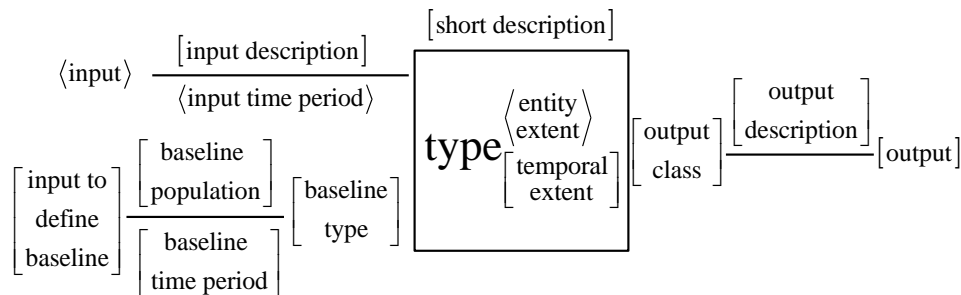 [short description]
⟨input⟩
[input description]
⟨input time period⟩
type
⟨entity
extent⟩
[temporal
extent]
[output
class]
[output
description]
[output]
[input to
define
baseline]
[baseline
population]
[baseline
time period]
[baseline
type]